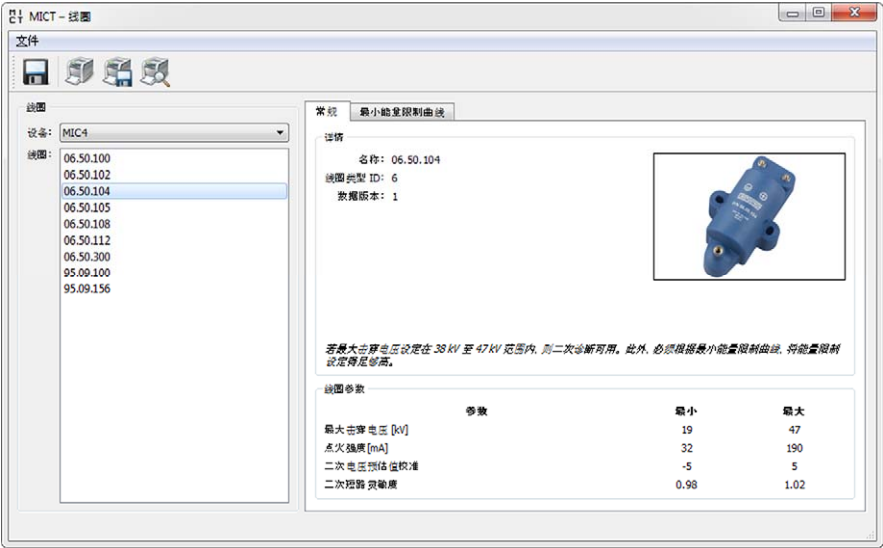 MICT – 线圈
文件
线圈
设备: MIC4
线圈:
06.50.100
06.50.102
06.50.104
06.50.105
06.50.108
06.50.112
06.50.300
95.09.100
95.09.156
常规 最小能量限制曲线
详情
名称: 06.50.104
线圈类型 ID: 6
数据版本: 1
若最大击穿电压设定在 38 kV 至 47 kV 范围内, 则二次诊断可用。此外, 必须根据最小能量限制曲线, 将能量限制
设定得足够高。
线圈参数
参数 最小 最大
最大击穿电压 [kV] 19 47
点火强度 [mA] 32 190
二次电压预估值校准 -5 5
二次短路灵敏度 0.98 1.02